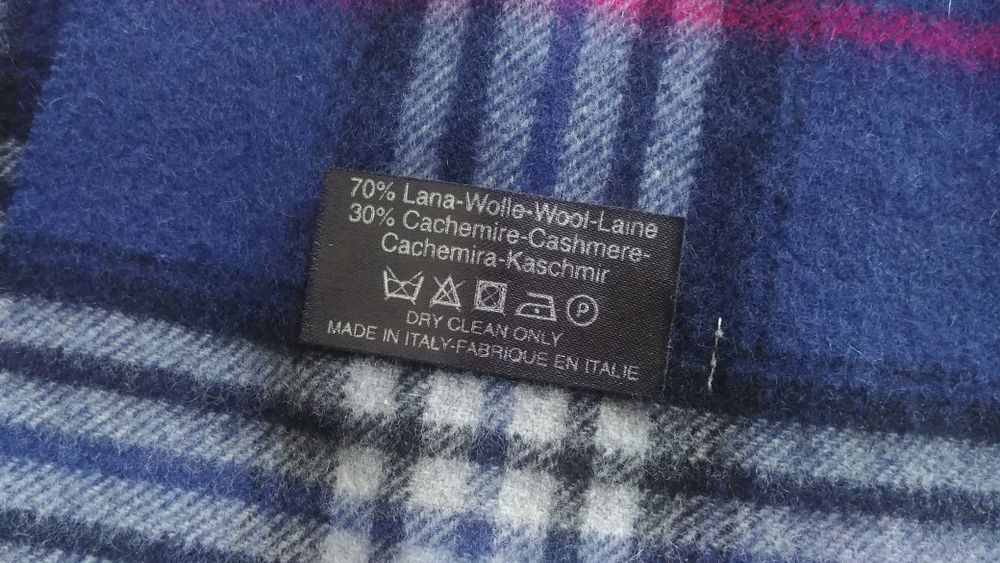 70% Lana-Wolle-Wool-Laine
30% Cachemire-Cashmere-
Cachemira-Kaschmir
P
DRY CLEAN ONLY
MADE IN ITALY-FABRIQUE EN ITALIE